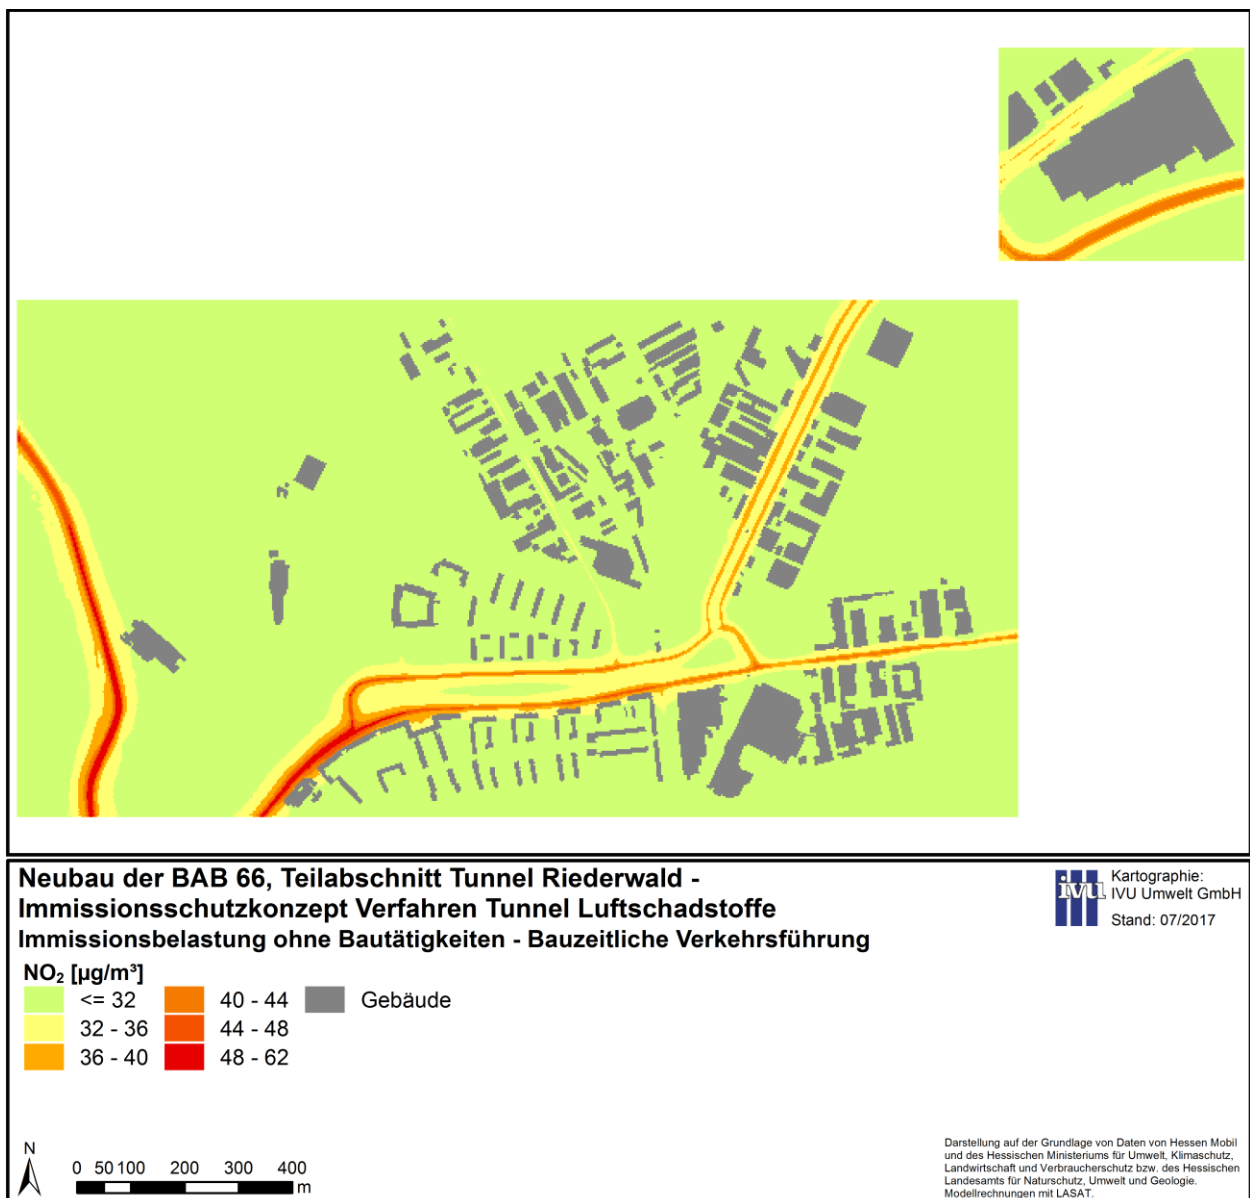 Neubau der BAB 66, Teilabschnitt Tunnel Riederwald -
Immissionsschutzkonzept Verfahren Tunnel Luftschadstoffe
Immissionsbelastung ohne Bautätigkeiten - Bauzeitliche Verkehrsführung
ivu
Kartographie:
IVU Umwelt GmbH
Stand: 07/2017
NO₂ [µg/m³]
<= 32
40 - 44
Gebäude
32 - 36
44 - 48
36 - 40
48 - 62
N
0 50 100 200 300 400
m
Darstellung auf der Grundlage von Daten von Hessen Mobil
und des Hessischen Ministeriums für Umwelt, Klimaschutz,
Landwirtschaft und Verbraucherschutz bzw. des Hessischen
Landesamts für Naturschutz, Umwelt und Geologie.
Modellrechnungen mit LASAT.